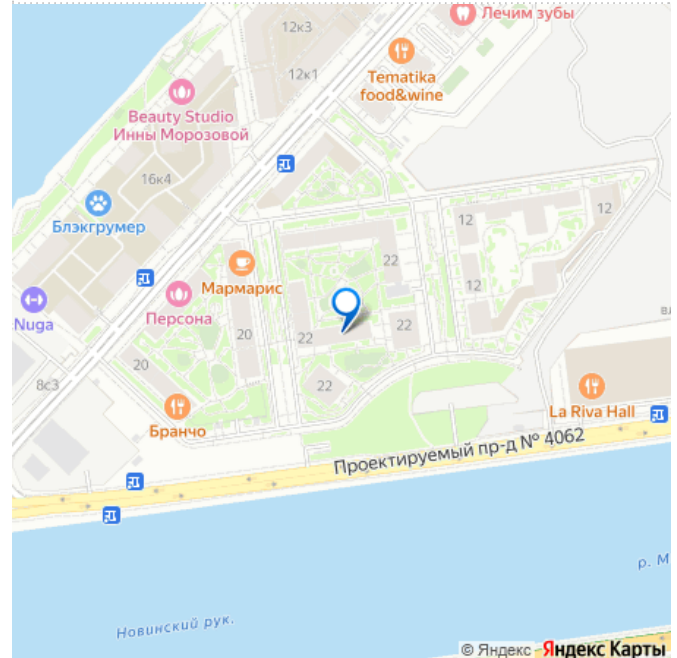 Лечим зубы
12к3
12к1
Tematika
food&wine
Beauty Studio
Инны Морозовой
16к4
Блэкгрумер
12
12
22
12
Мармарис
Nuga
Персона
20
22
22
20
22
8с3
Бранчо
La Riva Hall
Проектируемый пр-д № 4062
р. М
Новинский рук.
© Яндекс Яндекс Карты